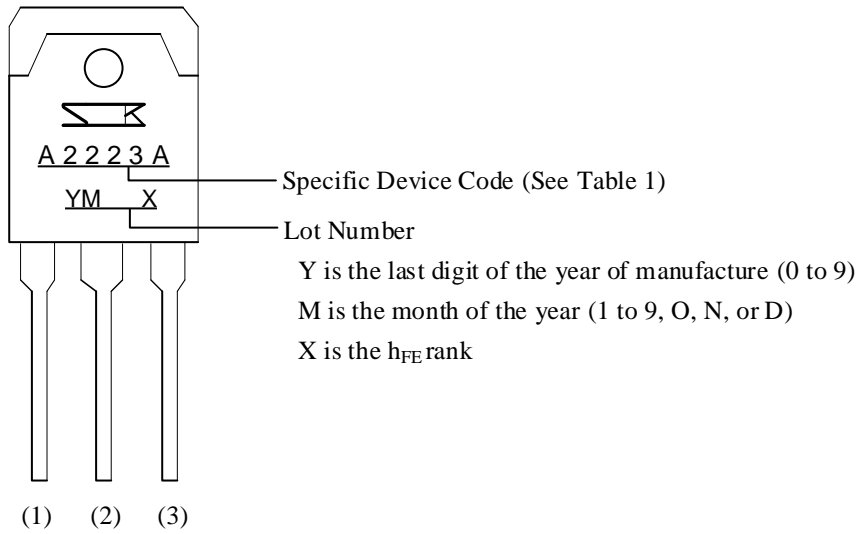 A 2 2 2 3 A
YM X
Specific Device Code (See Table 1)
Lot Number
Y is the last digit of the year of manufacture (0 to 9)
M is the month of the year (1 to 9, O, N, or D)
X is the hFE rank
(1) (2) (3)